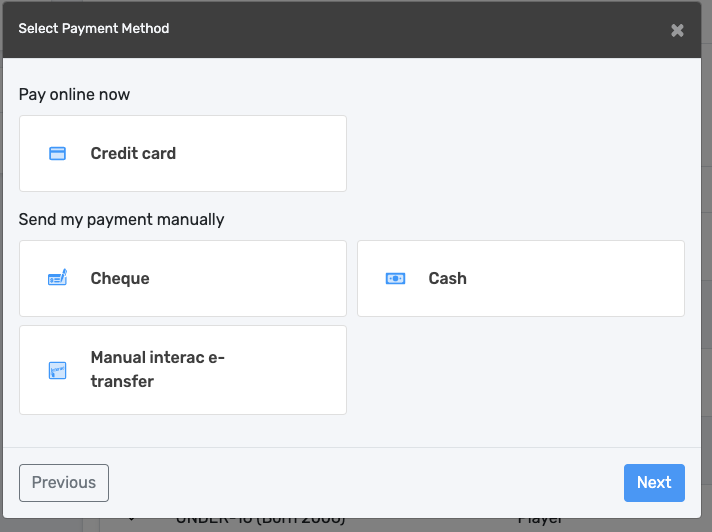 Select Payment Method
Pay online now
Credit card
Send my payment manually
Cheque
Cash
Manual interac e-
transfer
Previous
Next
Player